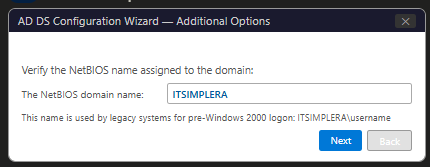 AD DS Configuration Wizard — Additional Options
Verify the NetBIOS name assigned to the domain:
The NetBIOS domain name: ITSIMPLERA
This name is used by legacy systems for pre-Windows 2000 logon: ITSIMPLERA\username
Next Back